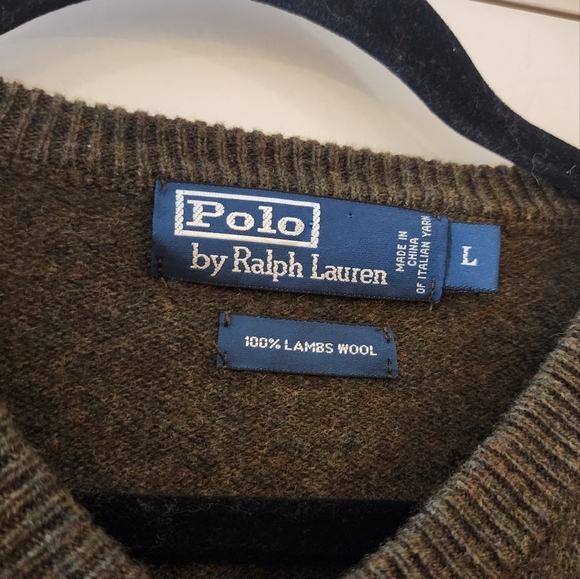 Polo
by Ralph Lauren
MADE IN
CHINA
OF ITALIAN YARN
L
100% LAMBS WOOL